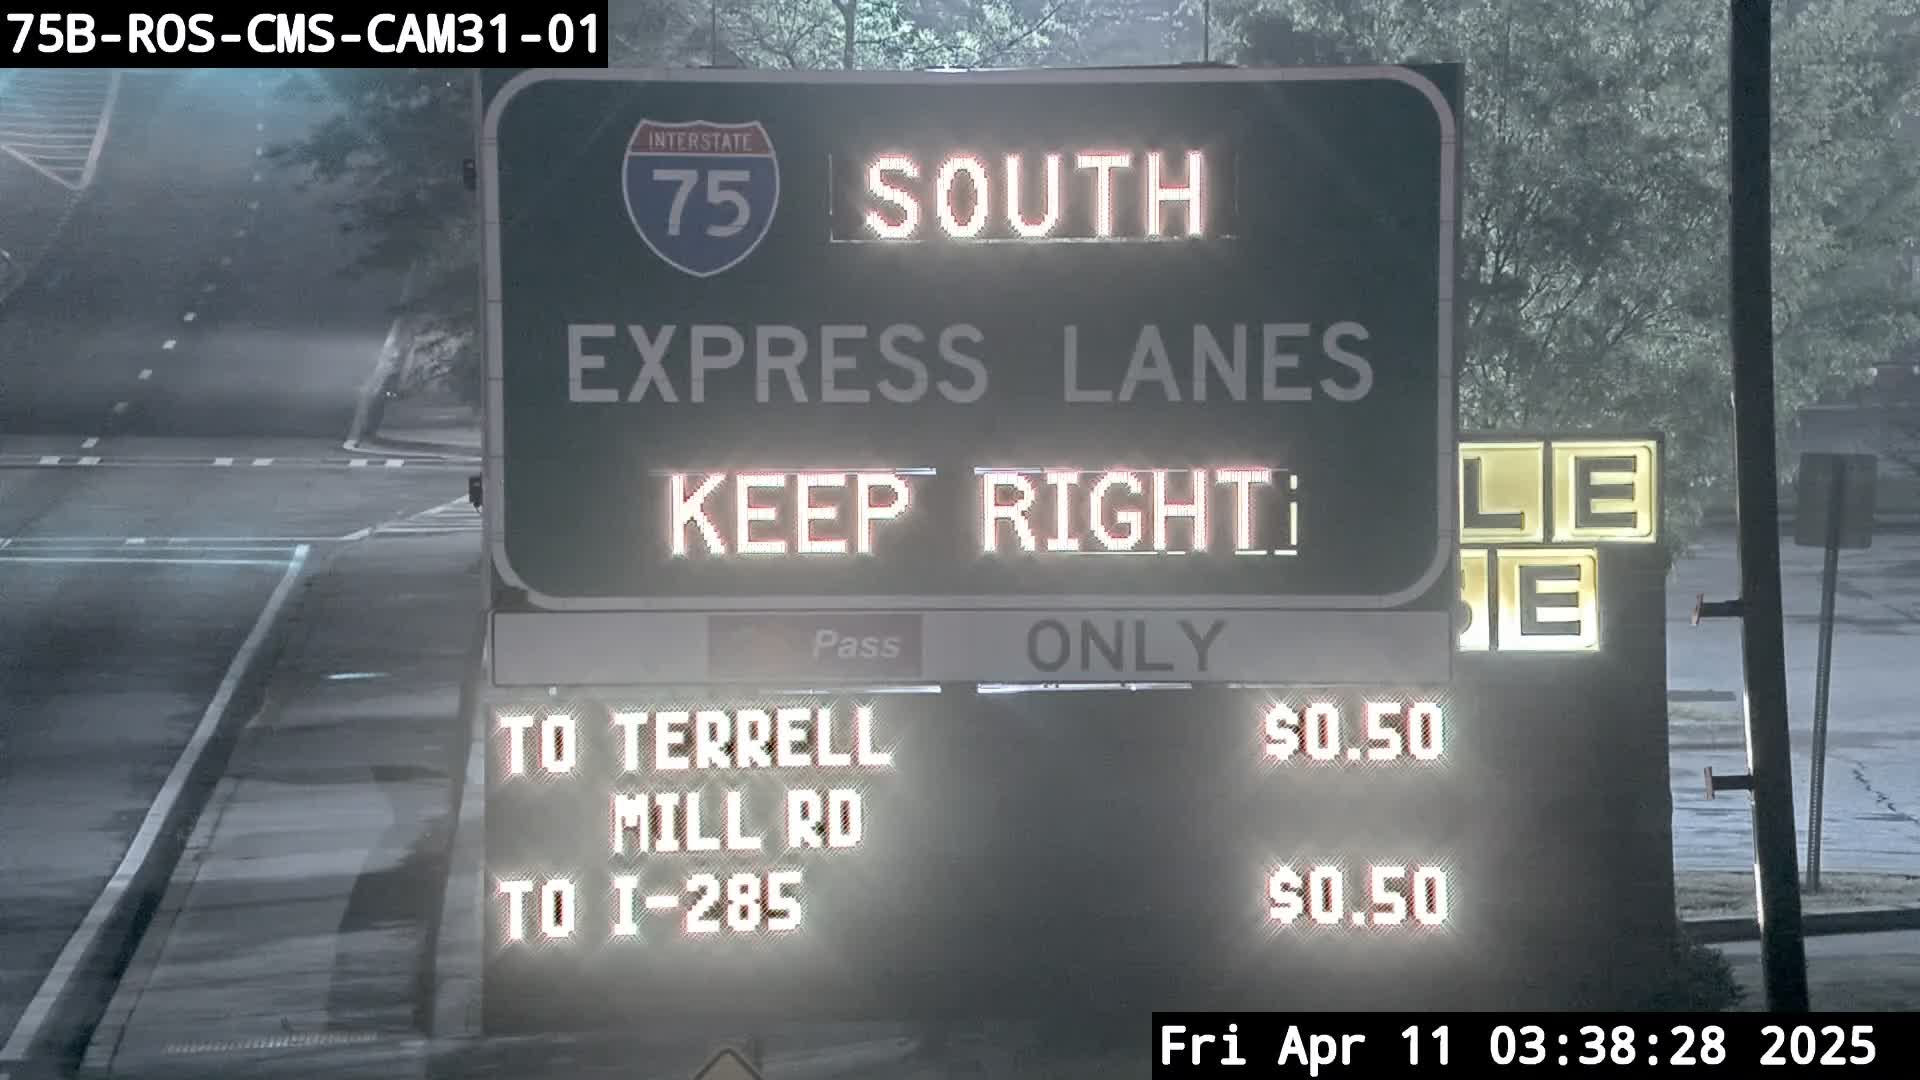 75B-ROS-CMS-CAM31-01
INTERSTATE
75
SOUTH
EXPRESS LANES
KEEP RIGHT
Pass ONLY
TO TERRELL $0.50
MILL RD
TO I-285 $0.50
LE
E
Fri Apr 11 03:38:28 2025